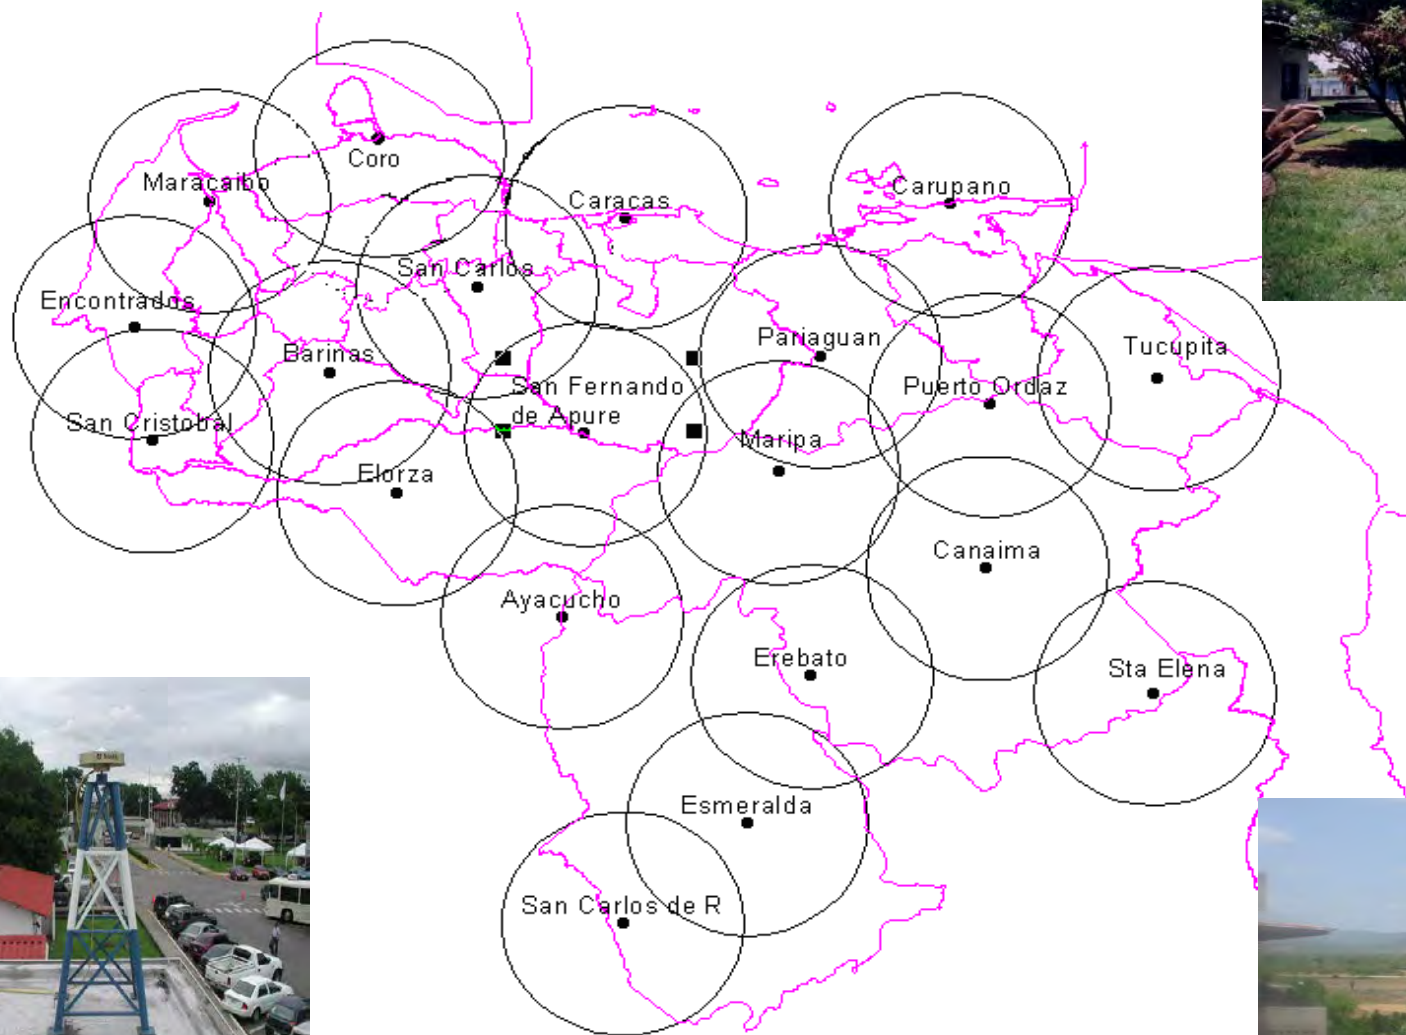 Coro
Maracaibo
Carupano
Caracas
San Carlos
Encontrados
Pariaguan
Tucupita
Barinas
San Fernando
de Apure
Puerto Ordaz
San Cristobal
Maripa
Elorza
Canaima
Ayacucho
Erebato
Sta Elena
Esmeralda
San Carlos de R